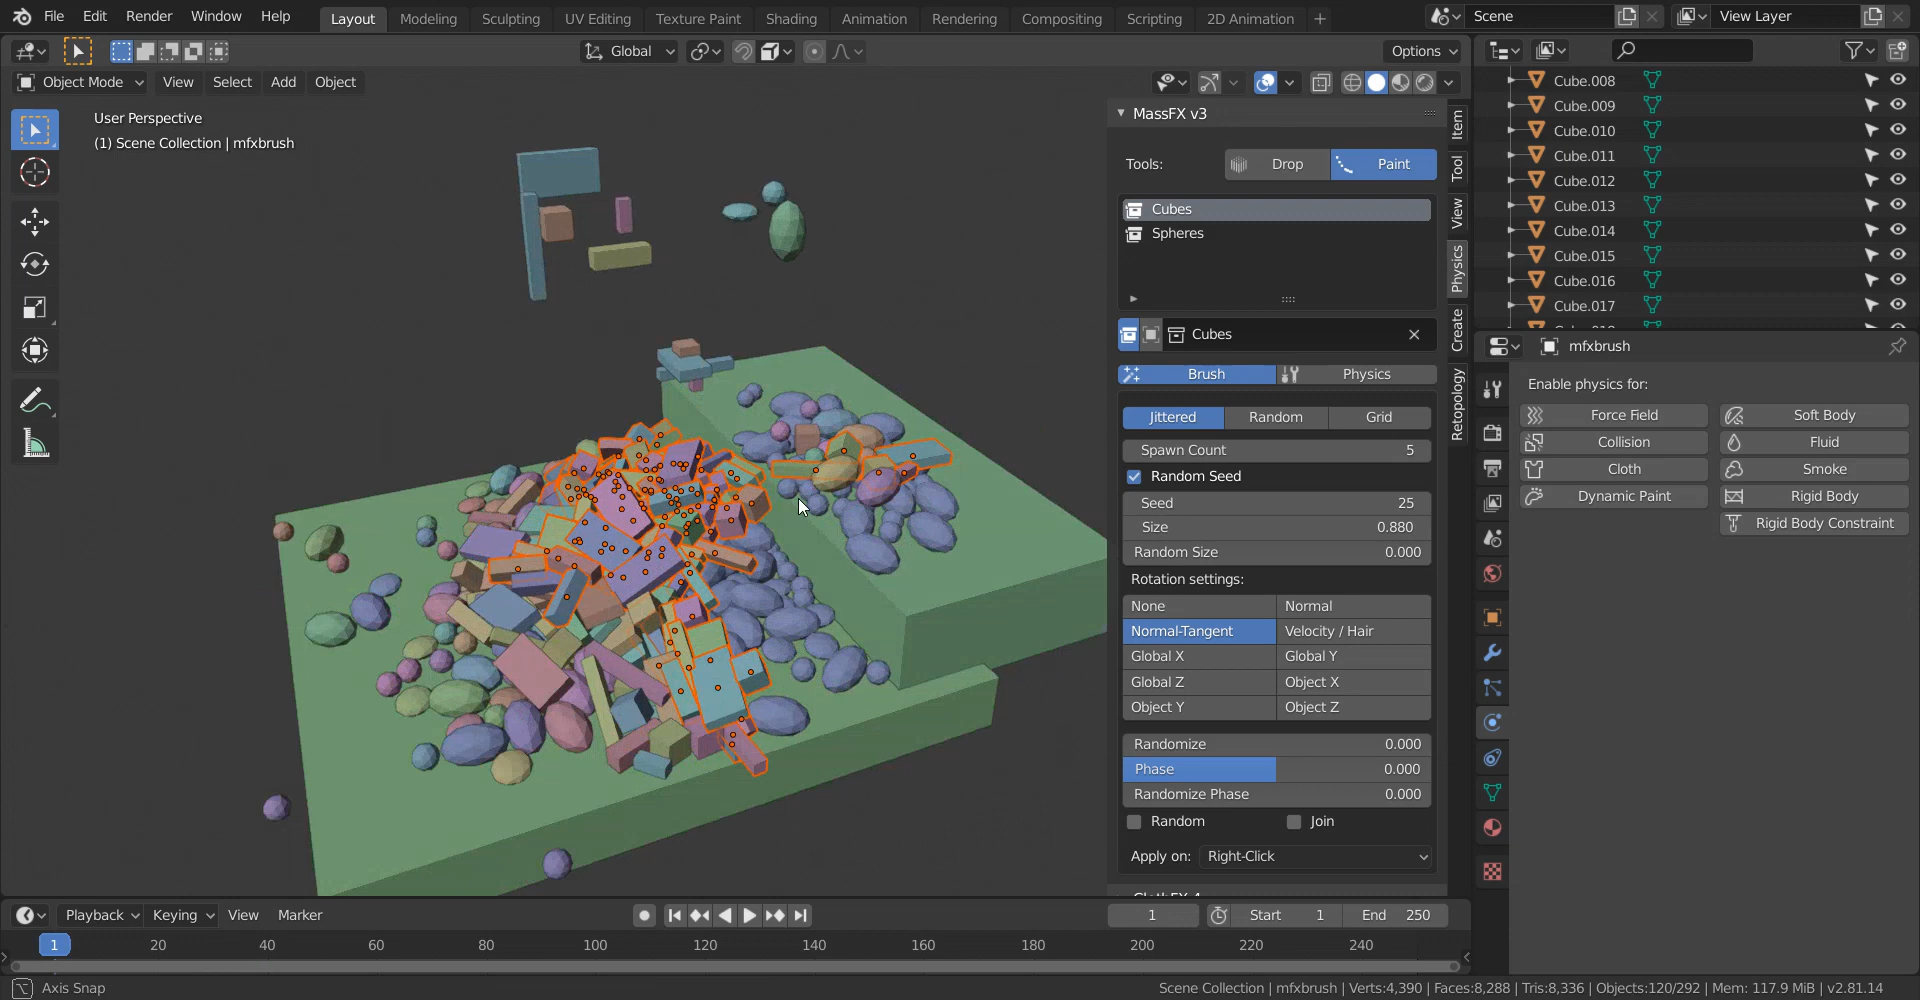 File Edit Render Window Help Layout Modeling Sculpting UV Editing Texture Paint Shading Animation Rendering Compositing Scripting 2D Animation + Scene View Layer
Global Options
Object Mode View Select Add Object
User Perspective
(1) Scene Collection | mfxbrush
MassFX v3
Tools: Drop Paint
Cubes
Spheres
Cubes
Brush Physics
Jittered Random Grid
Spawn Count 5
Random Seed
Seed 25
Size 0.880
Random Size 0.000
Rotation settings:
None Normal
Normal-Tangent Velocity / Hair
Global X Global Y
Global Z Object X
Object Y Object Z
Randomize 0.000
Phase 0.000
Randomize Phase 0.000
Random Join
Apply on: Right-Click
Item
Tool
View
Physics
Create
Retopology
Cube.008
Cube.009
Cube.010
Cube.011
Cube.012
Cube.013
Cube.014
Cube.015
Cube.016
Cube.017
mfxbrush
Enable physics for:
Force Field Soft Body
Collision Fluid
Cloth Smoke
Dynamic Paint Rigid Body
Rigid Body Constraint
Playback Keying View Marker 1 Start 1 End 250
1 20 40 60 80 100 120 140 160 180 200 220 240
Axis Snap Scene Collection | mfxbrush | Verts:4,390 | Faces:8,288 | Tris:8,336 | Objects:120/292 | Mem: 117.9 MiB | v2.81.14